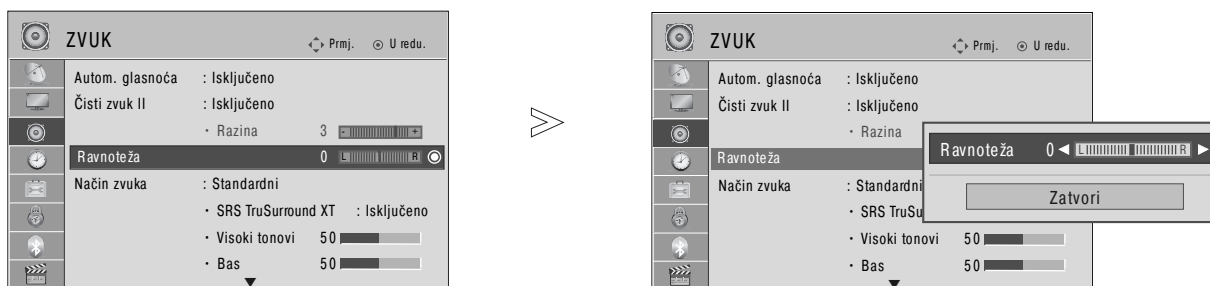 ZVUK Prmj. U redu.
Autom. glasnoća : Isključeno
Čisti zvuk II : Isključeno
• Razina 3 - +
Ravnoteža 0 L R
Način zvuka : Standardni
• SRS TruSurround XT : Isključeno
• Visoki tonovi 50
• Bas 50
ZVUK Prmj. U redu.
Autom. glasnoća : Isključeno
Čisti zvuk II : Isključeno
• Razina
Ravnoteža
Način zvuka : Standardni
• SRS TruSu
• Visoki tonovi 50
• Bas 50
Ravnoteža 0 L R
Zatvori